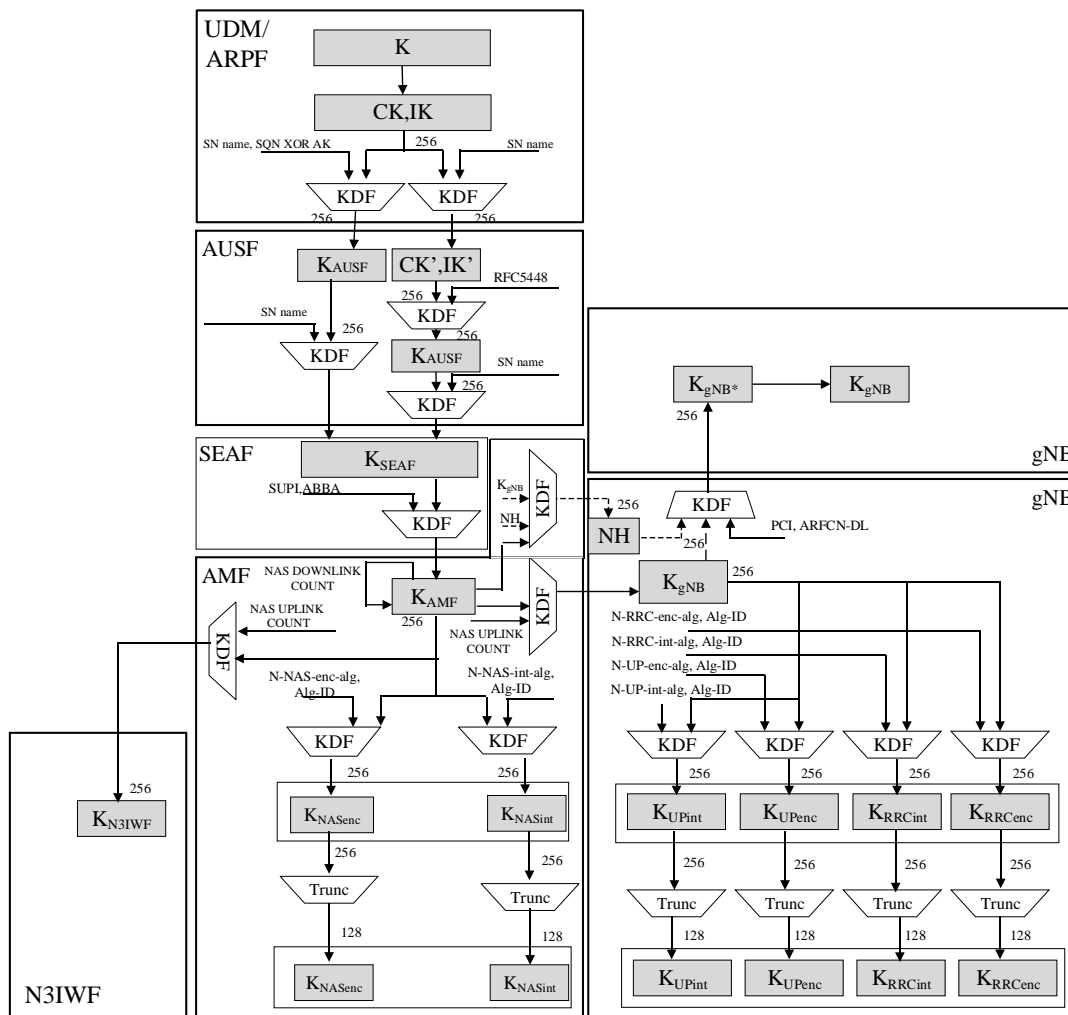 UDM/
ARPF
K
CK,IK
256
SN name, SQN XOR AK
SN name
KDF
KDF
256
256
AUSF
KAUSF
CK’,IK’
RFC5448
256
KDF
SN name
256
256
KDF
KAUSF
SN name
256
KDF
KgNB*
KgNB
256
gNB
SEAF
KSEAF
SUPI,ABBA
KDF
KgNB
NH
KDF
256
NH
256
KDF
PCI, ARFCN-DL
gNB
AMF
NAS DOWNLINK
COUNT
KAMF
256
KDF
NAS UPLINK
COUNT
KgNB
256
NAS UPLINK
COUNT
KDF
N-RRC-enc-alg, Alg-ID
N-RRC-int-alg, Alg-ID
N-UP-enc-alg, Alg-ID
N-UP-int-alg, Alg-ID
N-NAS-enc-alg,
Alg-ID
N-NAS-int-alg,
Alg-ID
KDF
KDF
KDF
KDF
KDF
KDF
256
256
256
256
256
256
256
KN3IWF
KNASenc
KNASint
KUPint
KUPenc
KRRCint
KRRCenc
256
256
256
256
256
256
Trunc
Trunc
Trunc
Trunc
Trunc
Trunc
128
128
128
128
128
128
KNASenc
KNASint
KUPint
KUPenc
KRRCint
KRRCenc
N3IWF